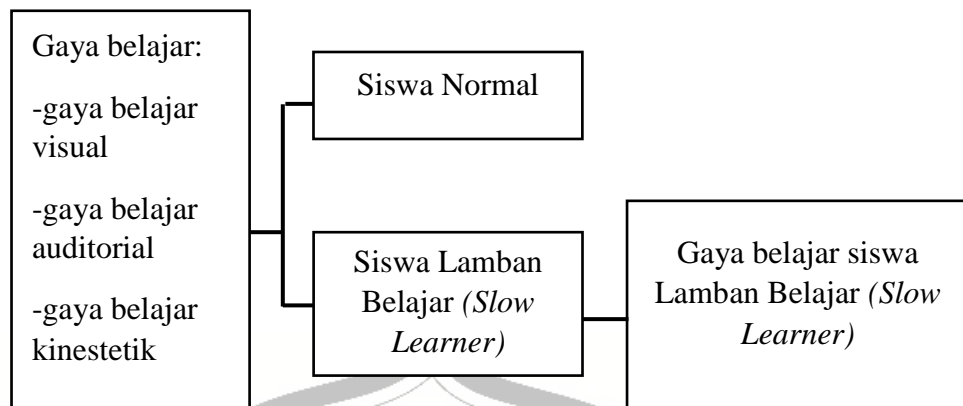 Gaya belajar:
-gaya belajar
visual
-gaya belajar
auditorial
-gaya belajar
kinestetik
Siswa Normal
Siswa Lamban
Belajar (Slow
Learner)
Gaya belajar siswa
Lamban Belajar (Slow
Learner)